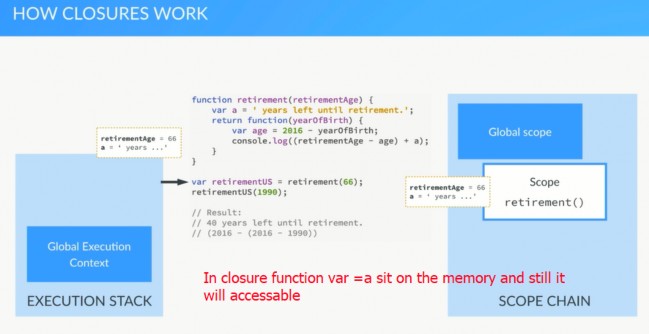 HOW CLOSURES WORK
function retirement(retirementAge) {
var a = ' years left until retirement.';
return function(yearOfBirth) {
var age = 2016 - yearOfBirth;
console.log((retirementAge - age) + a);
}
}
var retirementUS = retirement(66);
retirementUS(1990);
// Result:
// 40 years left until retirement.
// (2016 - (2016 - 1990))
retirementAge = 66
a = ' years ...'
Global Execution
Context
EXECUTION STACK
Global scope
retirementAge = 66
a = ' years ...'
Scope
retirement()
SCOPE CHAIN
In closure function var =a sit on the memory and still it
will accessable